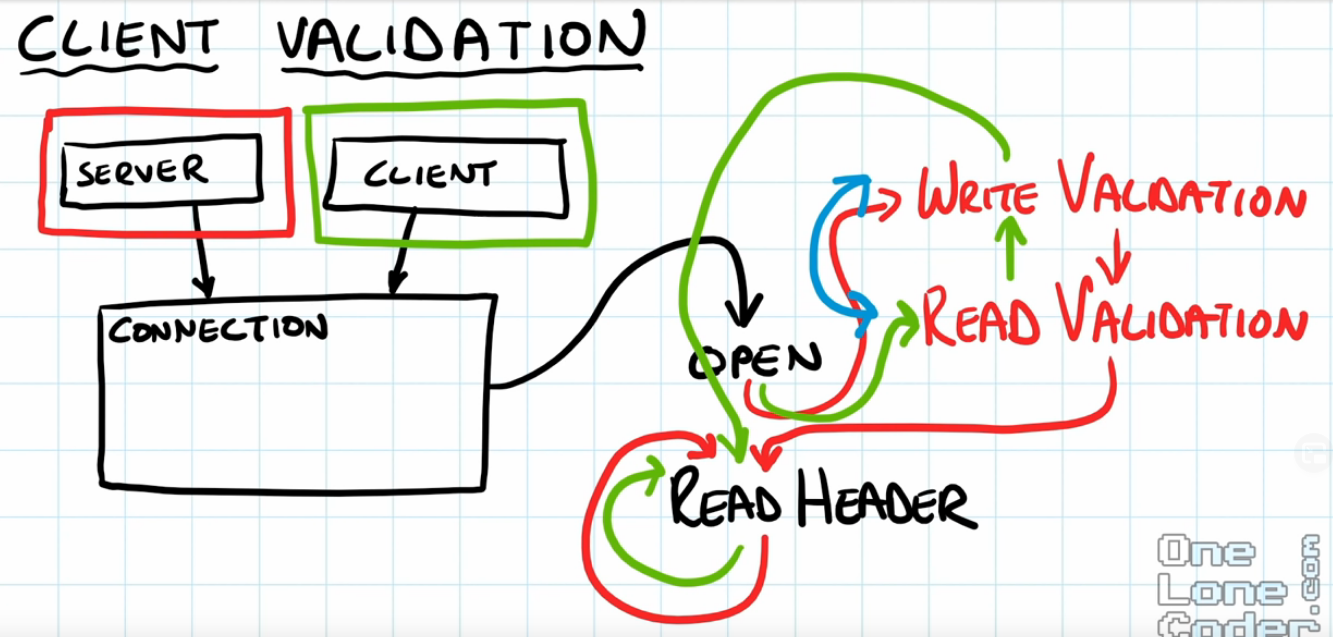 CLIENT VALIDATION
SERVER
CLIENT
CONNECTION
OPEN
WRITE VALIDATION
READ VALIDATION
READ HEADER
One
Lone
Coder
.com